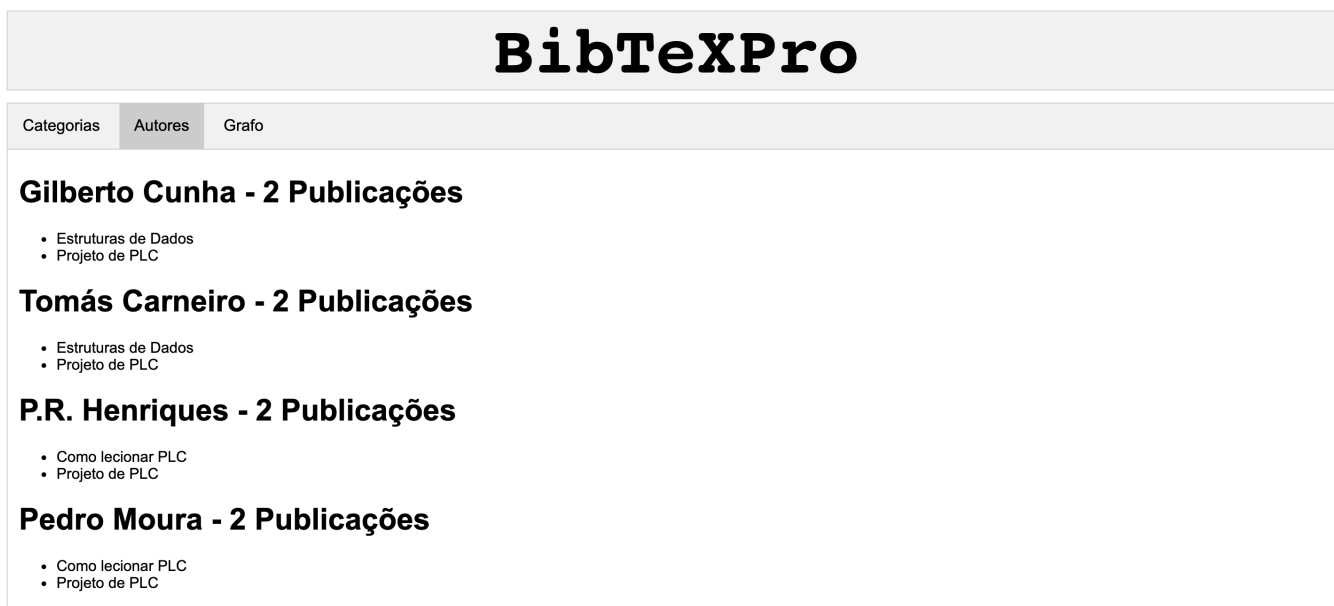 BibTeXPro
Categorias Autores Grafo
Gilberto Cunha - 2 Publicações
• Estruturas de Dados
• Projeto de PLC
Tomás Carneiro - 2 Publicações
• Estruturas de Dados
• Projeto de PLC
P.R. Henriques - 2 Publicações
• Como lecionar PLC
• Projeto de PLC
Pedro Moura - 2 Publicações
• Como lecionar PLC
• Projeto de PLC